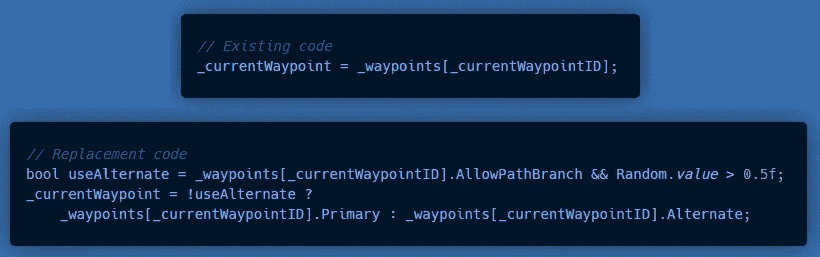 // Existing code
_currentWaypoint = _waypoints[_currentWaypointID];
// Replacement code
bool useAlternate = _waypoints[_currentWaypointID].AllowPathBranch && Random.value > 0.5f;
_currentWaypoint = !useAlternate ?
_waypoints[_currentWaypointID].Primary : _waypoints[_currentWaypointID].Alternate;